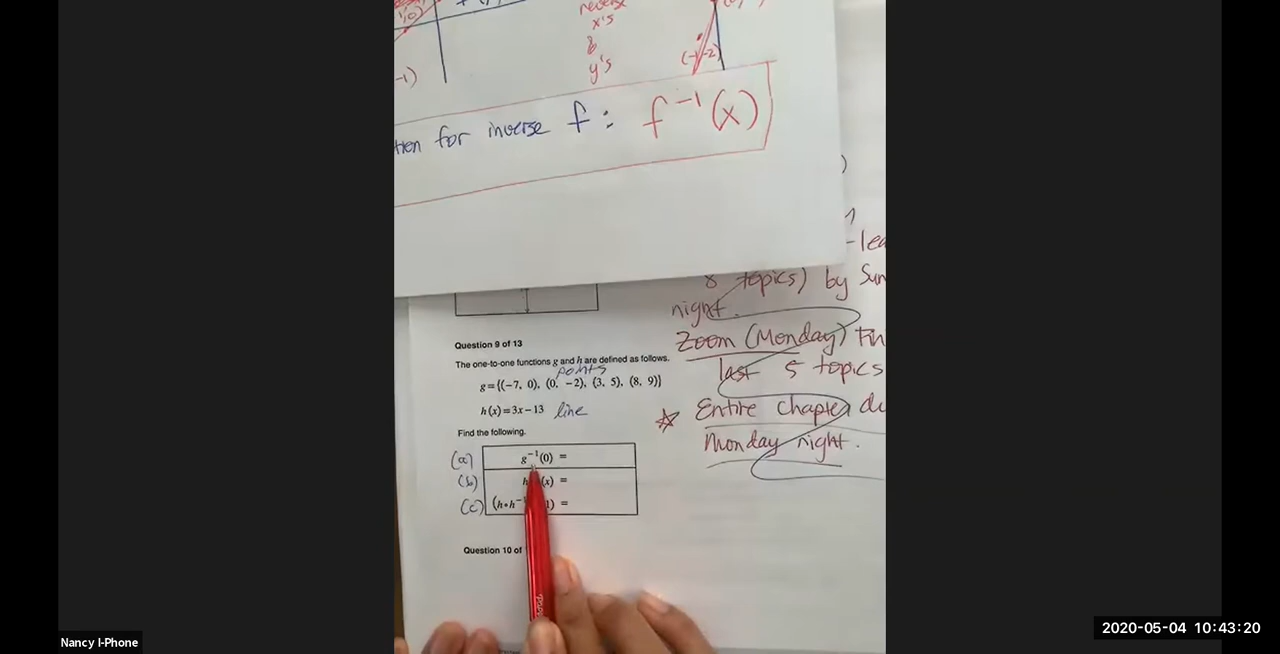 reverse
x's
&
y's
-1)
(-1,-2)
for inverse f : f⁻¹(x)
topics) by Sun
night.
Zoom (Monday)
last 5 topics
Entire Chapter du
Monday night.
Question 9 of 13
The one-to-one functions g and h are defined as follows.
points
g={(−7, 0), (0, −2), (3, 5), (8, 9)}
h(x)=3x−13 line
Find the following.
(a) g⁻¹(0) =
(b) h (x) =
(c) (h∘h⁻ 1) =
Question 10 of
Nancy I-Phone
2020-05-04 10:43:20